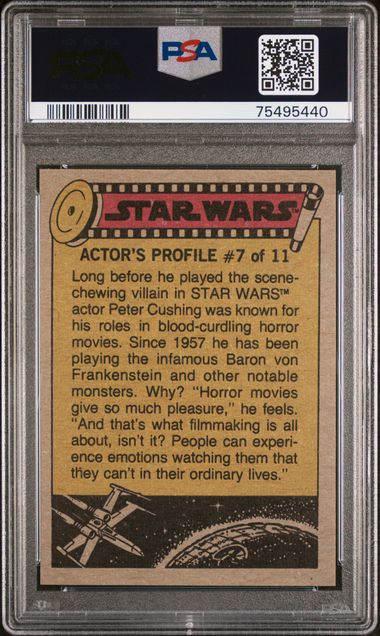 PSA
PSA
75495440
STAR WARS™
ACTOR'S PROFILE #7 of 11
Long before he played the scene-
chewing villain in STAR WARS™
actor Peter Cushing was known for
his roles in blood-curdling horror
movies. Since 1957 he has been
playing the infamous Baron von
Frankenstein and other notable
monsters. Why? "Horror movies
give so much pleasure," he feels.
"And that's what filmmaking is all
about, isn't it? People can experi-
ence emotions watching them that
they can't in their ordinary lives."
PSA